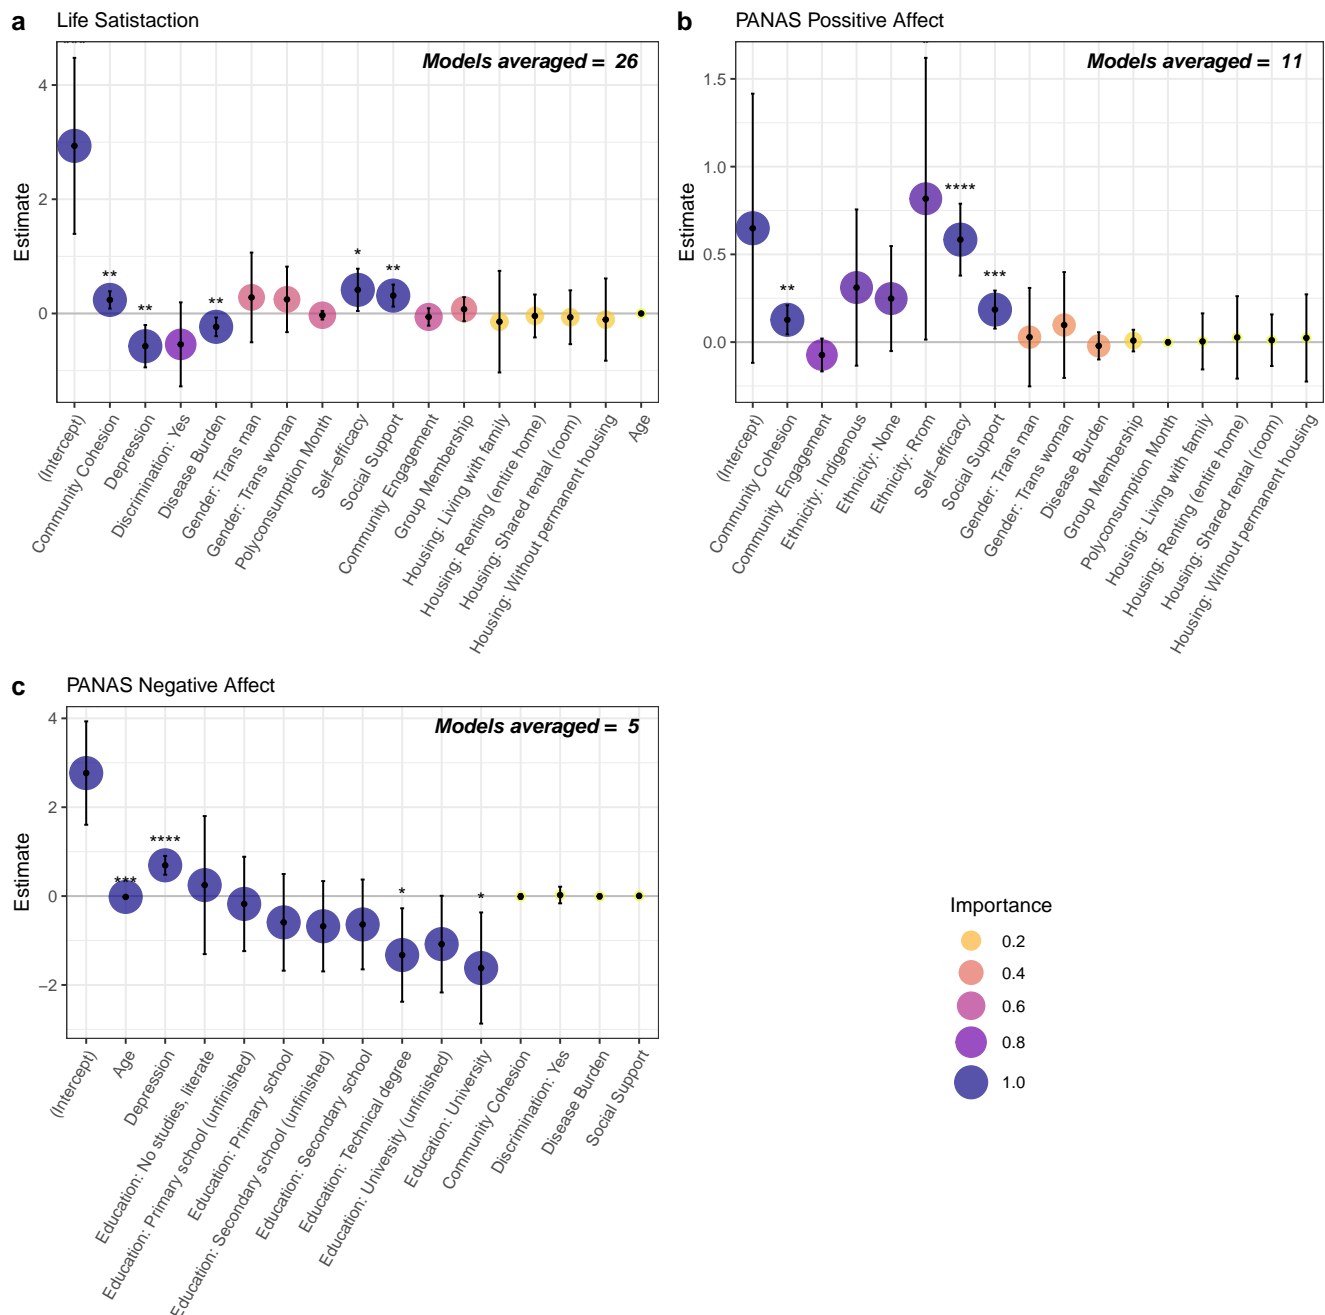 a Life Satistaction
Models averaged = 26
Estimate
4
2
0
**
**
**
*
**
(Intercept)
Community Cohesion
Depression
Discrimination: Yes
Disease Burden
Gender: Trans man
Gender: Trans woman
Polyconsumption Month
Self−efficacy
Social Support
Community Engagement
Group Membership
Housing: Living with family
Housing: Renting (entire home)
Housing: Shared rental (room)
Housing: Without permanent housing
Age
b PANAS Possitive Affect
Models averaged = 11
Estimate
1.5
1.0
0.5
0.0
**
****
***
(Intercept)
Community Cohesion
Community Engagement
Ethnicity: Indigenous
Ethnicity: None
Ethnicity: Rrom
Self−efficacy
Social Support
Gender: Trans man
Gender: Trans woman
Disease Burden
Group Membership
Polyconsumption Month
Housing: Living with family
Housing: Renting (entire home)
Housing: Shared rental (room)
Housing: Without permanent housing
c PANAS Negative Affect
Models averaged = 5
Estimate
4
2
0
−2
***
****
*
*
(Intercept)
Age
Depression
Education: No studies, literate
Education: Primary school (unfinished)
Education: Primary school
Education: Secondary school (unfinished)
Education: Secondary school
Education: Technical degree
Education: University (unfinished)
Education: University
Community Cohesion
Discrimination: Yes
Disease Burden
Social Support
Importance
0.2
0.4
0.6
0.8
1.0